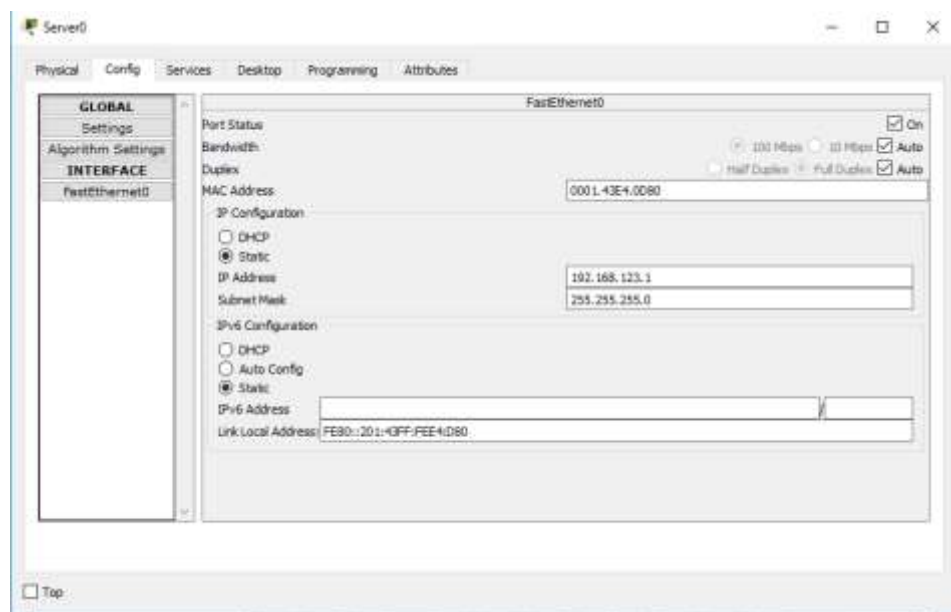 Server0
Physical Config Services Desktop Programming Attributes
GLOBAL
Settings
Algorithm Settings
INTERFACE
FastEthernet0
FastEthernet0
Port Status On
Bandwidth 100 Mbps 10 Mbps Auto
Duplex Half Duplex Full Duplex Auto
MAC Address 0001.43E4.0D80
IP Configuration
DHCP
Static
IP Address 192.168.123.1
Subnet Mask 255.255.255.0
IPv6 Configuration
DHCP
Auto Config
Static
IPv6 Address /
Link Local Address: FE80::201:43FF:FEE4:D80
Top